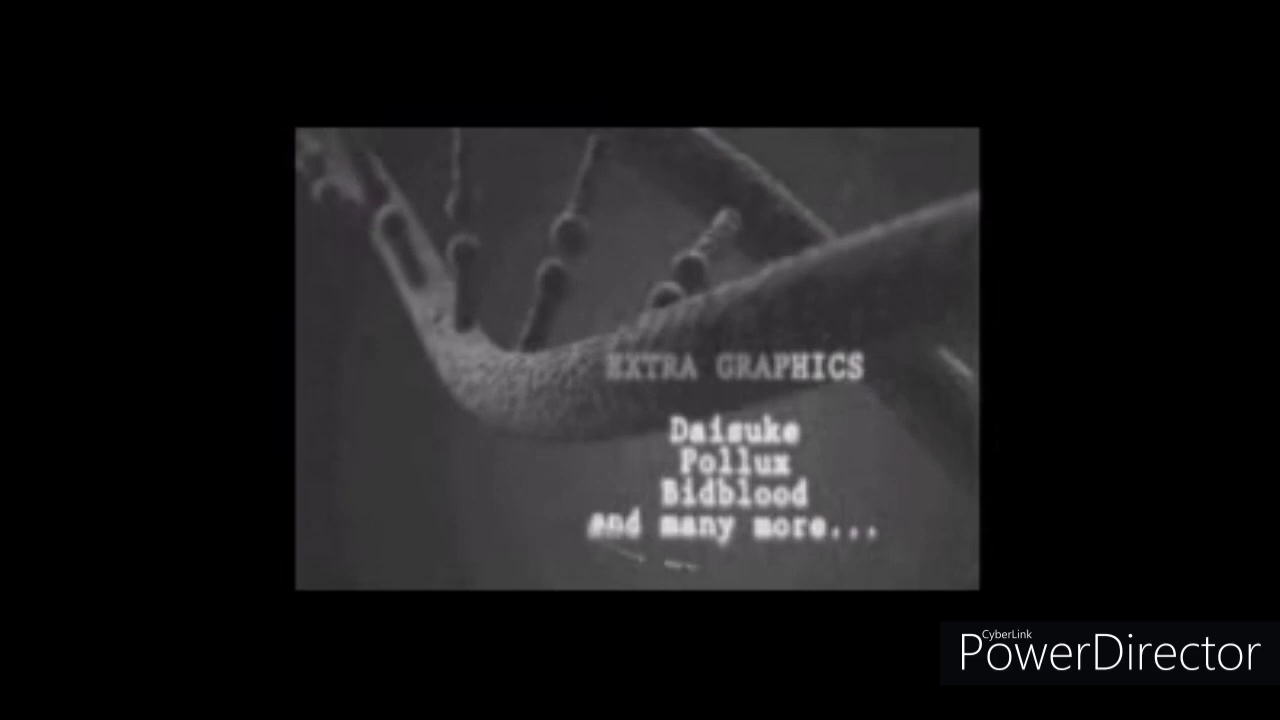 EXTRA GRAPHICS
Daisuke
Pollux
Bidblood
and many more...
CyberLink
PowerDirector